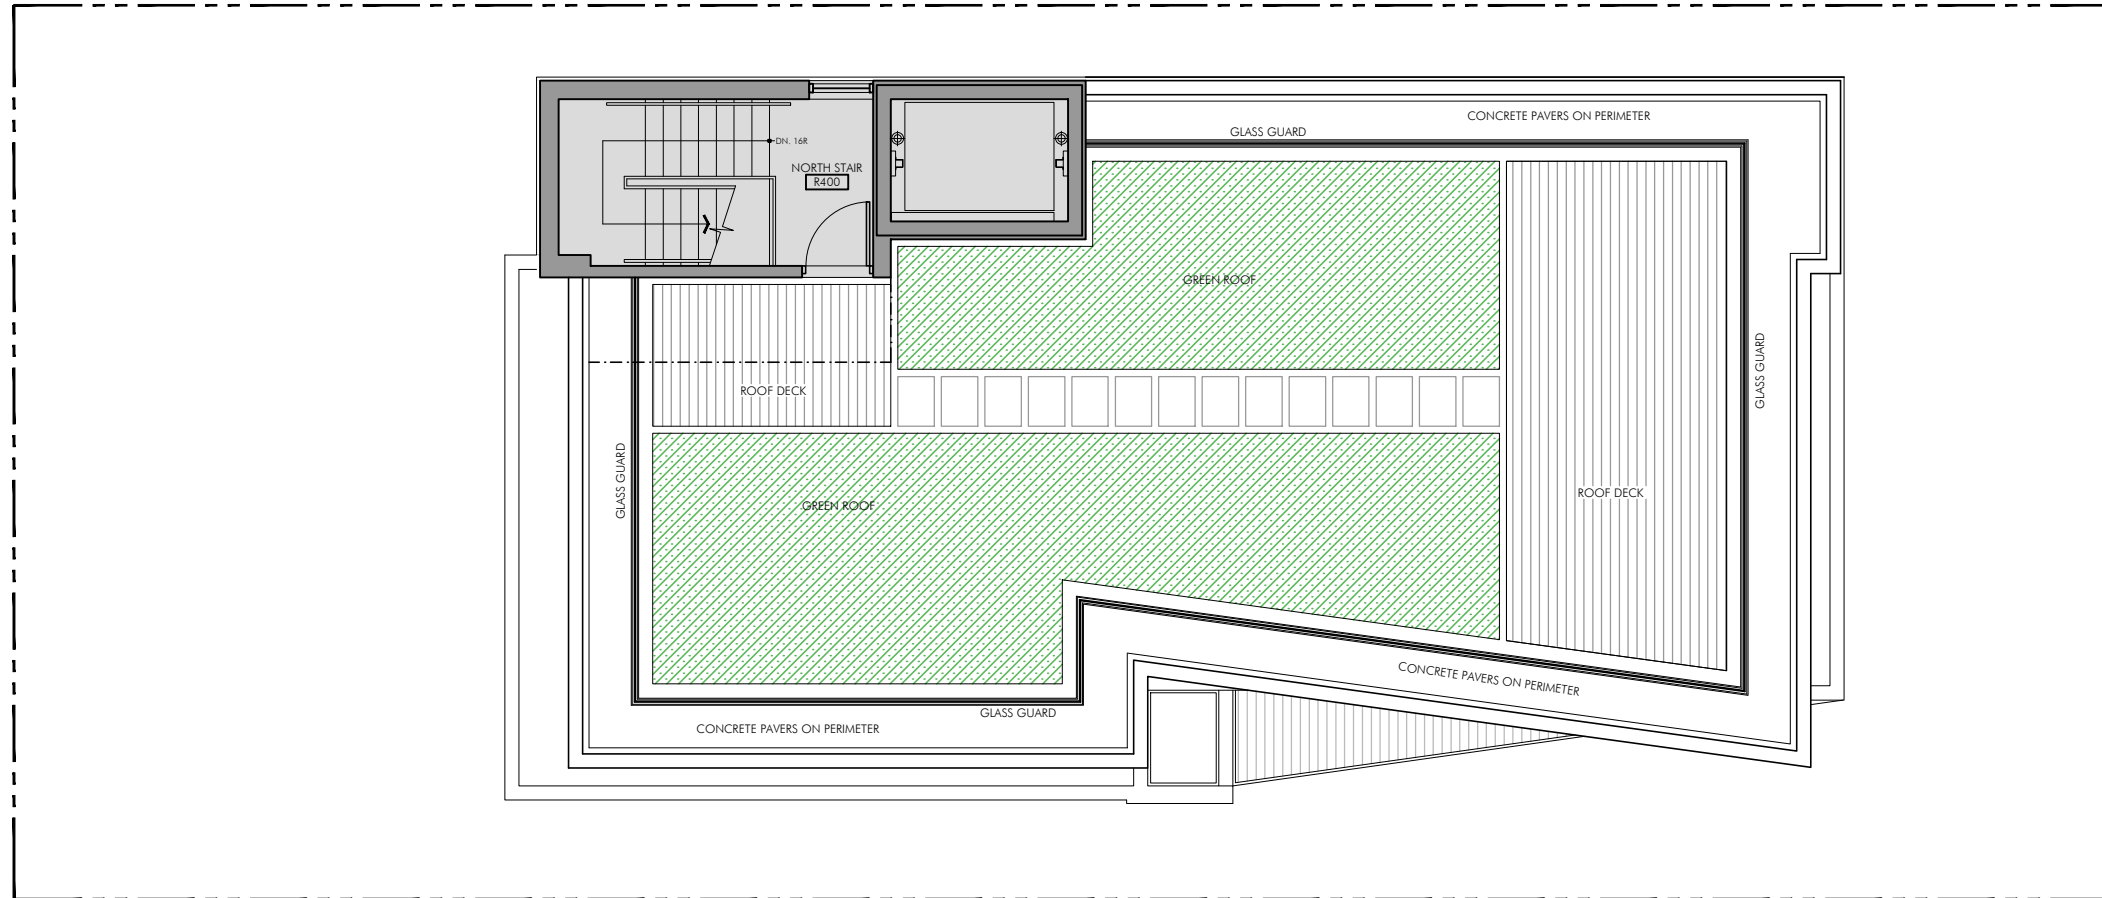 CONCRETE PAVERS ON PERIMETER
GLASS GUARD
DN. 16R
NORTH STAIR
R400
GREEN ROOF
GLASS GUARD
ROOF DECK
GLASS GUARD
ROOF DECK
GREEN ROOF
CONCRETE PAVERS ON PERIMETER
GLASS GUARD
CONCRETE PAVERS ON PERIMETER